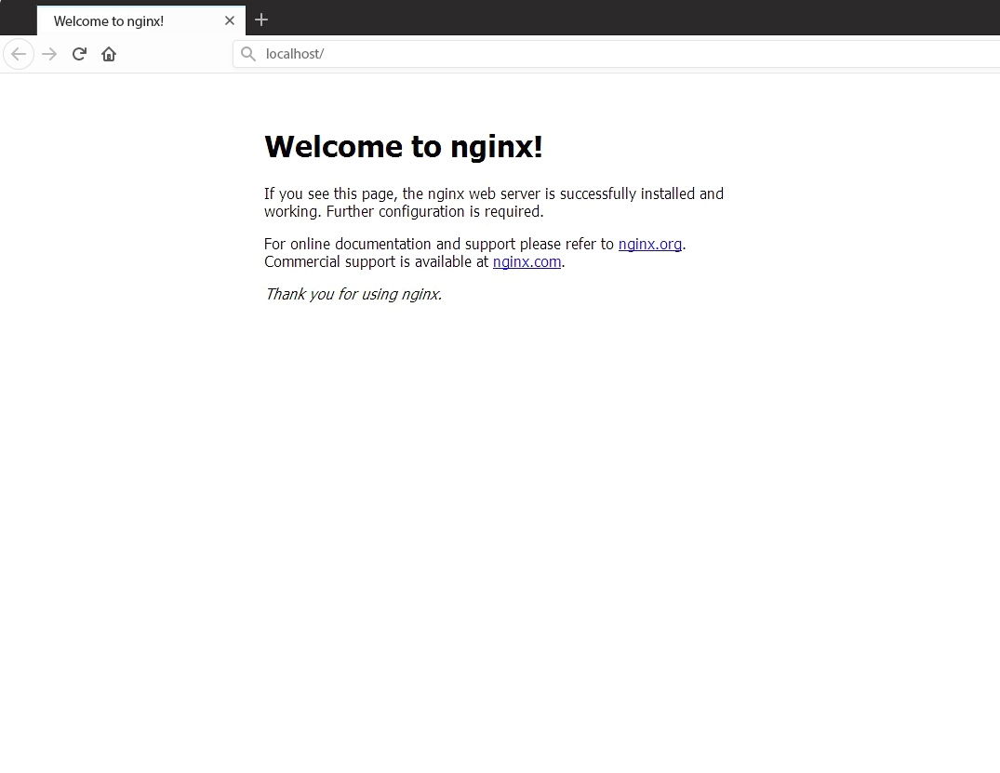 Welcome to nginx!
localhost/
Welcome to nginx!
If you see this page, the nginx web server is successfully installed and
working. Further configuration is required.
For online documentation and support please refer to nginx.org.
Commercial support is available at nginx.com.
Thank you for using nginx.